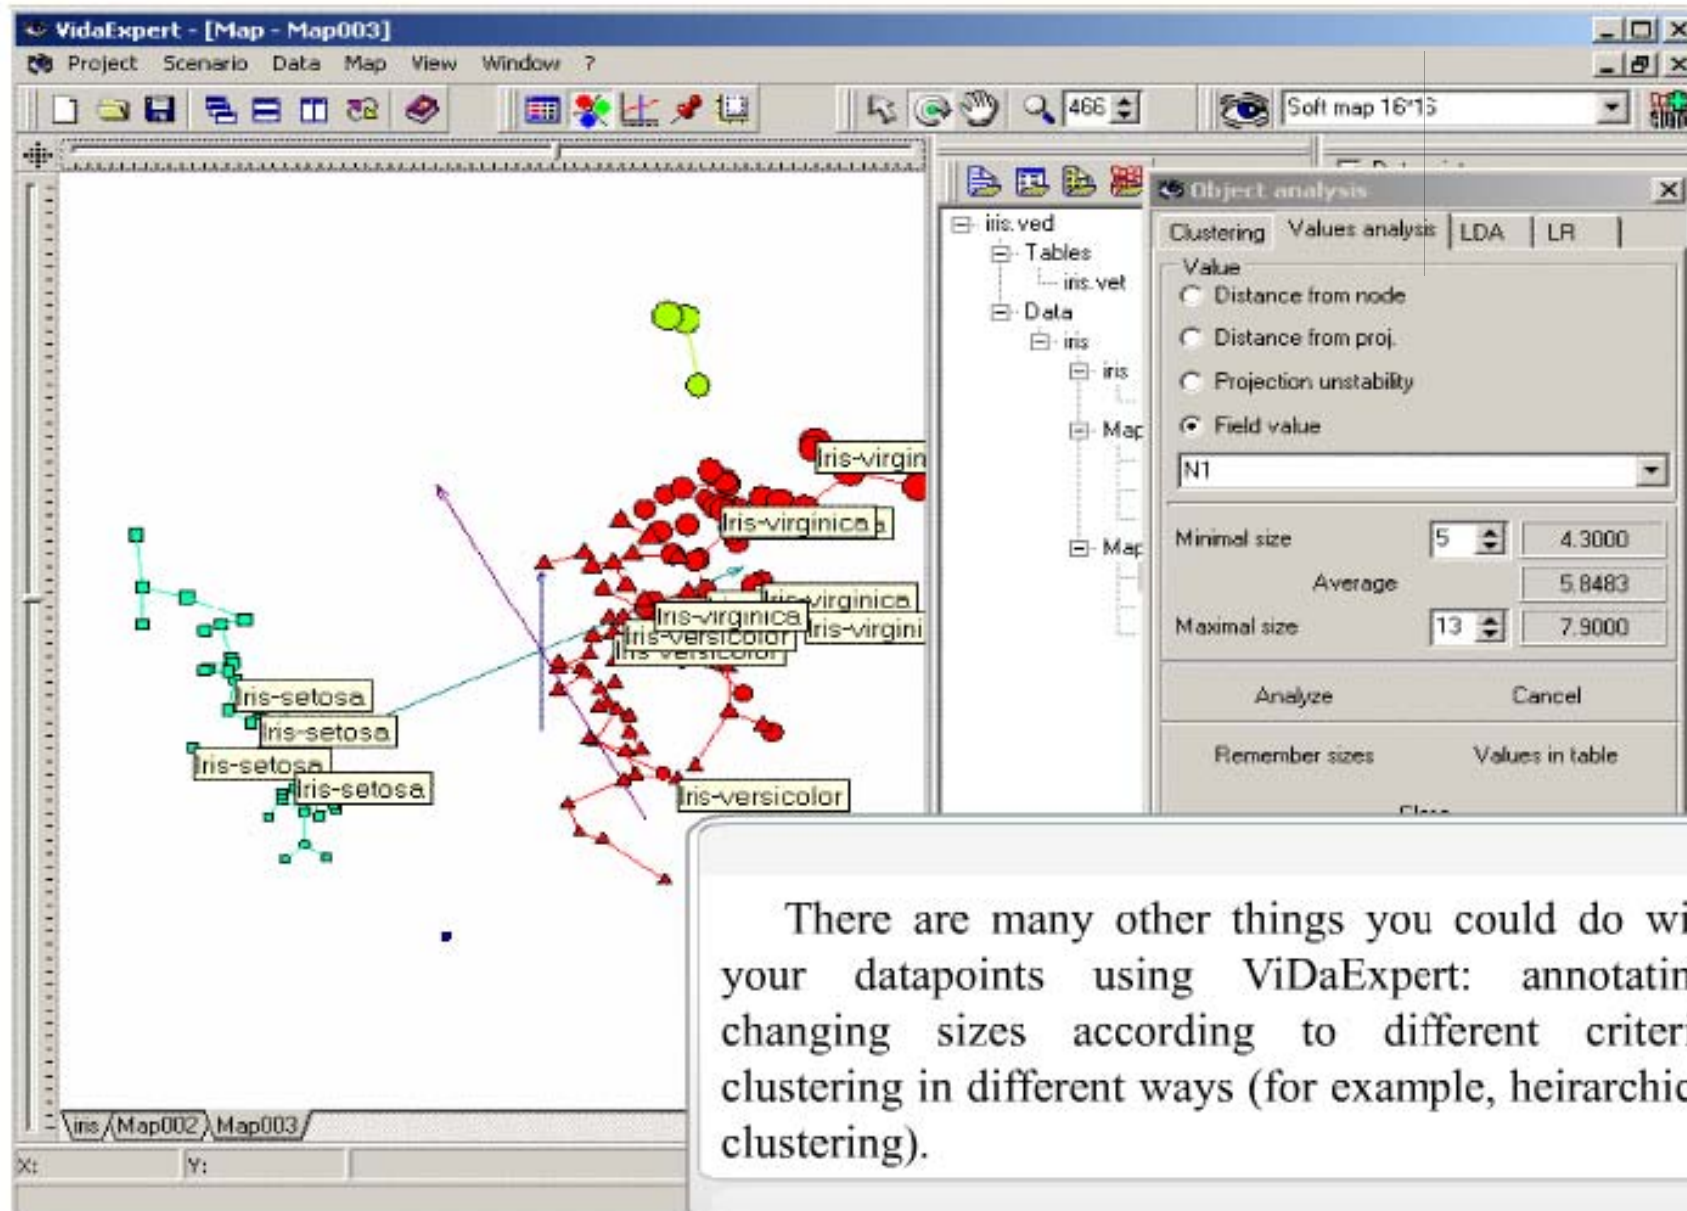 VidaExpert - [Map - Map003]
Project Scenario Data Map View Window ?
466
Soft map 16*16
iris.ved
Tables
iris.vet
Data
iris
iris
Map
Map
Object analysis
Clustering Values analysis LDA LR
Value
Distance from node
Distance from proj.
Projection unstability
Field value
N1
Minimal size 5 4.3000
Average 5.8483
Maximal size 13 7.9000
Analyze Cancel
Remember sizes Values in table
Iris-virgin
Iris-virginica
Iris-virginica
Iris-virginica
Iris-virgini
Iris-versicolor
Iris-versicolor
Iris-setosa
Iris-setosa
Iris-setosa
Iris-setosa
Iris-versicolor
There are many other things you could do wi
your datapoints using ViDaExpert: annotatin
changing sizes according to different criteri
clustering in different ways (for example, heirarchic
clustering).
iris Map002 Map003
X: Y: